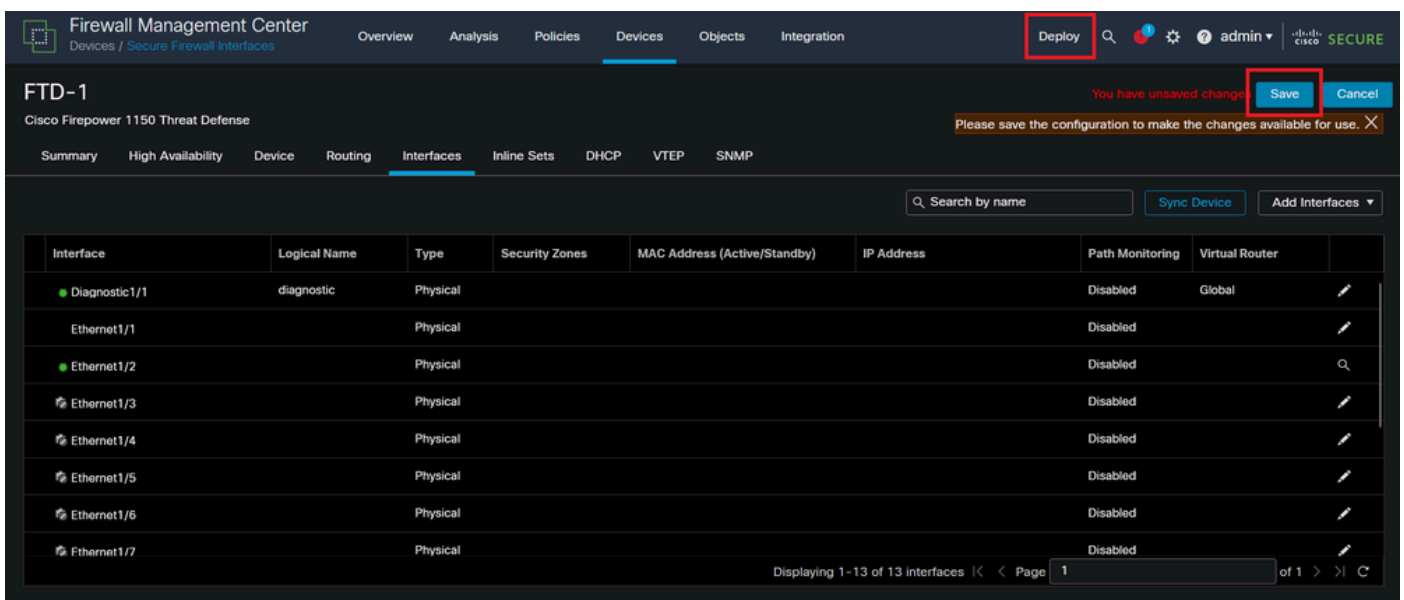 Firewall Management Center
Devices / Secure Firewall Interfaces
Overview Analysis Policies Devices Objects Integration Deploy 1 admin cisco SECURE
FTD-1
You have unsaved changes Save Cancel
Cisco Firepower 1150 Threat Defense
Please save the configuration to make the changes available for use.
Summary High Availability Device Routing Interfaces Inline Sets DHCP VTEP SNMP
Search by name Sync Device Add Interfaces
Interface Logical Name Type Security Zones MAC Address (Active/Standby) IP Address Path Monitoring Virtual Router
Diagnostic1/1 diagnostic Physical Disabled Global
Ethernet1/1 Physical Disabled
Ethernet1/2 Physical Disabled
Ethernet1/3 Physical Disabled
Ethernet1/4 Physical Disabled
Ethernet1/5 Physical Disabled
Ethernet1/6 Physical Disabled
Ethernet1/7 Physical Disabled
Displaying 1-13 of 13 interfaces |< < Page 1 of 1 > >| C